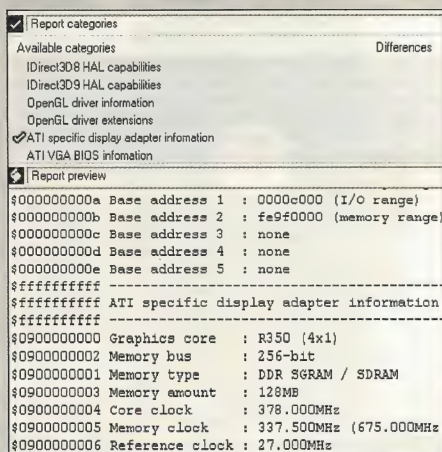 Report categories
Available categories Differences
IDirect3D8 HAL capabilities
IDirect3D9 HAL capabilities
OpenGL driver information
OpenGL driver extensions
ATI specific display adapter infomation
ATI VGA BIOS infomation
Report preview
$000000000a Base address 1 : 0000c000 (I/O range)
$000000000b Base address 2 : fe9f0000 (memory range)
$000000000c Base address 3 : none
$000000000d Base address 4 : none
$000000000e Base address 5 : none
$ffffffffff ----------------------------------------
$ffffffffff ATI specific display adapter information
$ffffffffff ----------------------------------------
$0900000000 Graphics core : R350 (4x1)
$0900000002 Memory bus : 256-bit
$0900000001 Memory type : DDR SGRAM / SDRAM
$0900000003 Memory amount : 128MB
$0900000004 Core clock : 378.000MHz
$0900000005 Memory clock : 337.500MHz (675.000MHz
$0900000006 Reference clock : 27.000MHz